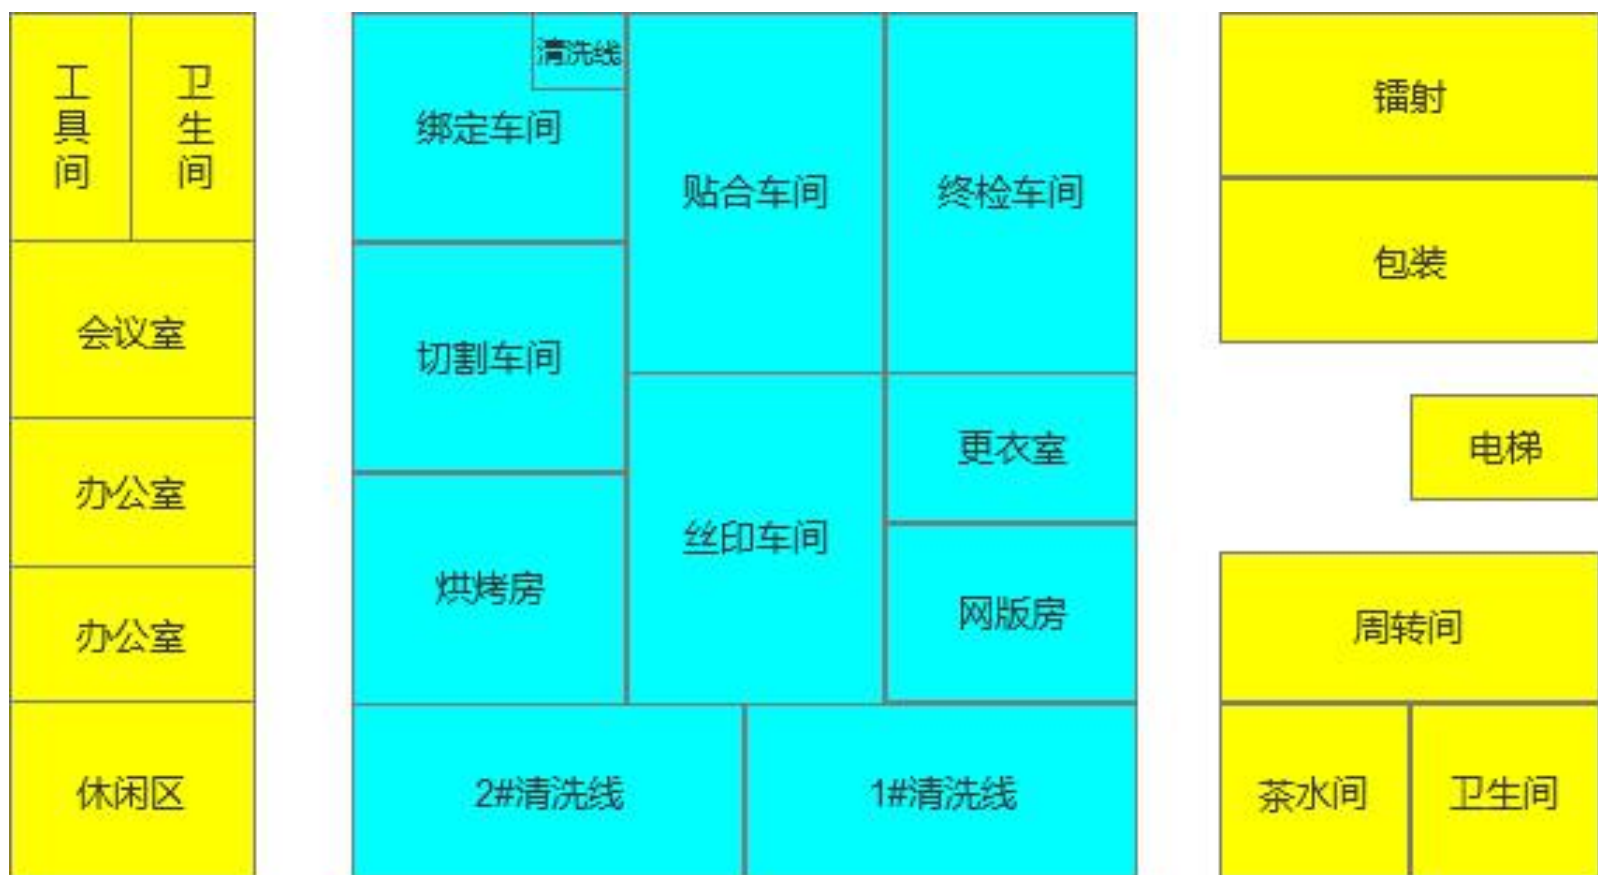 工具间
卫生间
会议室
办公室
办公室
休闲区
清洗线
绑定车间
切割车间
烘烤房
贴合车间
丝印车间
终检车间
更衣室
网版房
2#清洗线
1#清洗线
镭射
包装
电梯
周转间
茶水间
卫生间